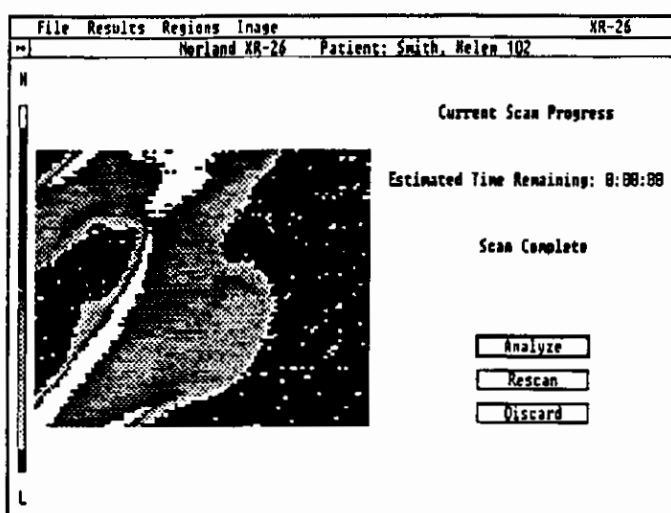 File Results Regions Image XR-26
Norland XR-26 Patient: Smith, Helen 102
H
Current Scan Progress
Estimated Time Remaining: 0:00:00
Scan Complete
Analyze
Rescan
Discard
L